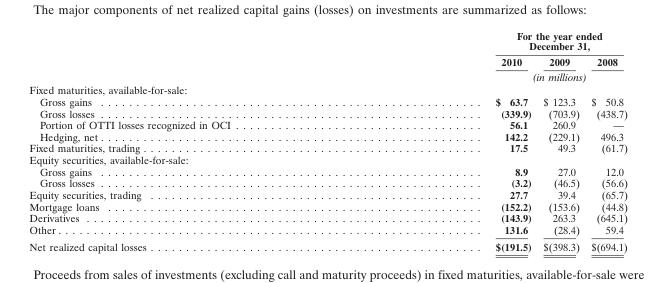 The major components of net realized capital gains (losses) on investments are summarized as follows:
For the year ended
December 31,
2010 2009 2008
(in millions)
Fixed maturities, available-for-sale:
Gross gains . . . . . . . . . . . . . . . . . . . . $ 63.7 $ 123.3 $ 50.8
Gross losses . . . . . . . . . . . . . . . . . . . . (339.9) (703.9) (438.7)
Portion of OTTI losses recognized in OCI . . . . . . . . . . . . . . . . . . . . 56.1 260.9 —
Hedging, net . . . . . . . . . . . . . . . . . . . . 142.2 (229.1) 496.3
Fixed maturities, trading . . . . . . . . . . . . . . . . . . . . 17.5 49.3 (61.7)
Equity securities, available-for-sale:
Gross gains . . . . . . . . . . . . . . . . . . . . 8.9 27.0 12.0
Gross losses . . . . . . . . . . . . . . . . . . . . (3.2) (46.5) (56.6)
Equity securities, trading . . . . . . . . . . . . . . . . . . . . 27.7 39.4 (65.7)
Mortgage loans . . . . . . . . . . . . . . . . . . . . (152.2) (153.6) (44.8)
Derivatives . . . . . . . . . . . . . . . . . . . . (143.9) 263.3 (645.1)
Other . . . . . . . . . . . . . . . . . . . . 131.6 (28.4) 59.4
Net realized capital losses . . . . . . . . . . . . . . . . . . . . $(191.5) $(398.3) $(694.1)
Proceeds from sales of investments (excluding call and maturity proceeds) in fixed maturities, available-for-sale were